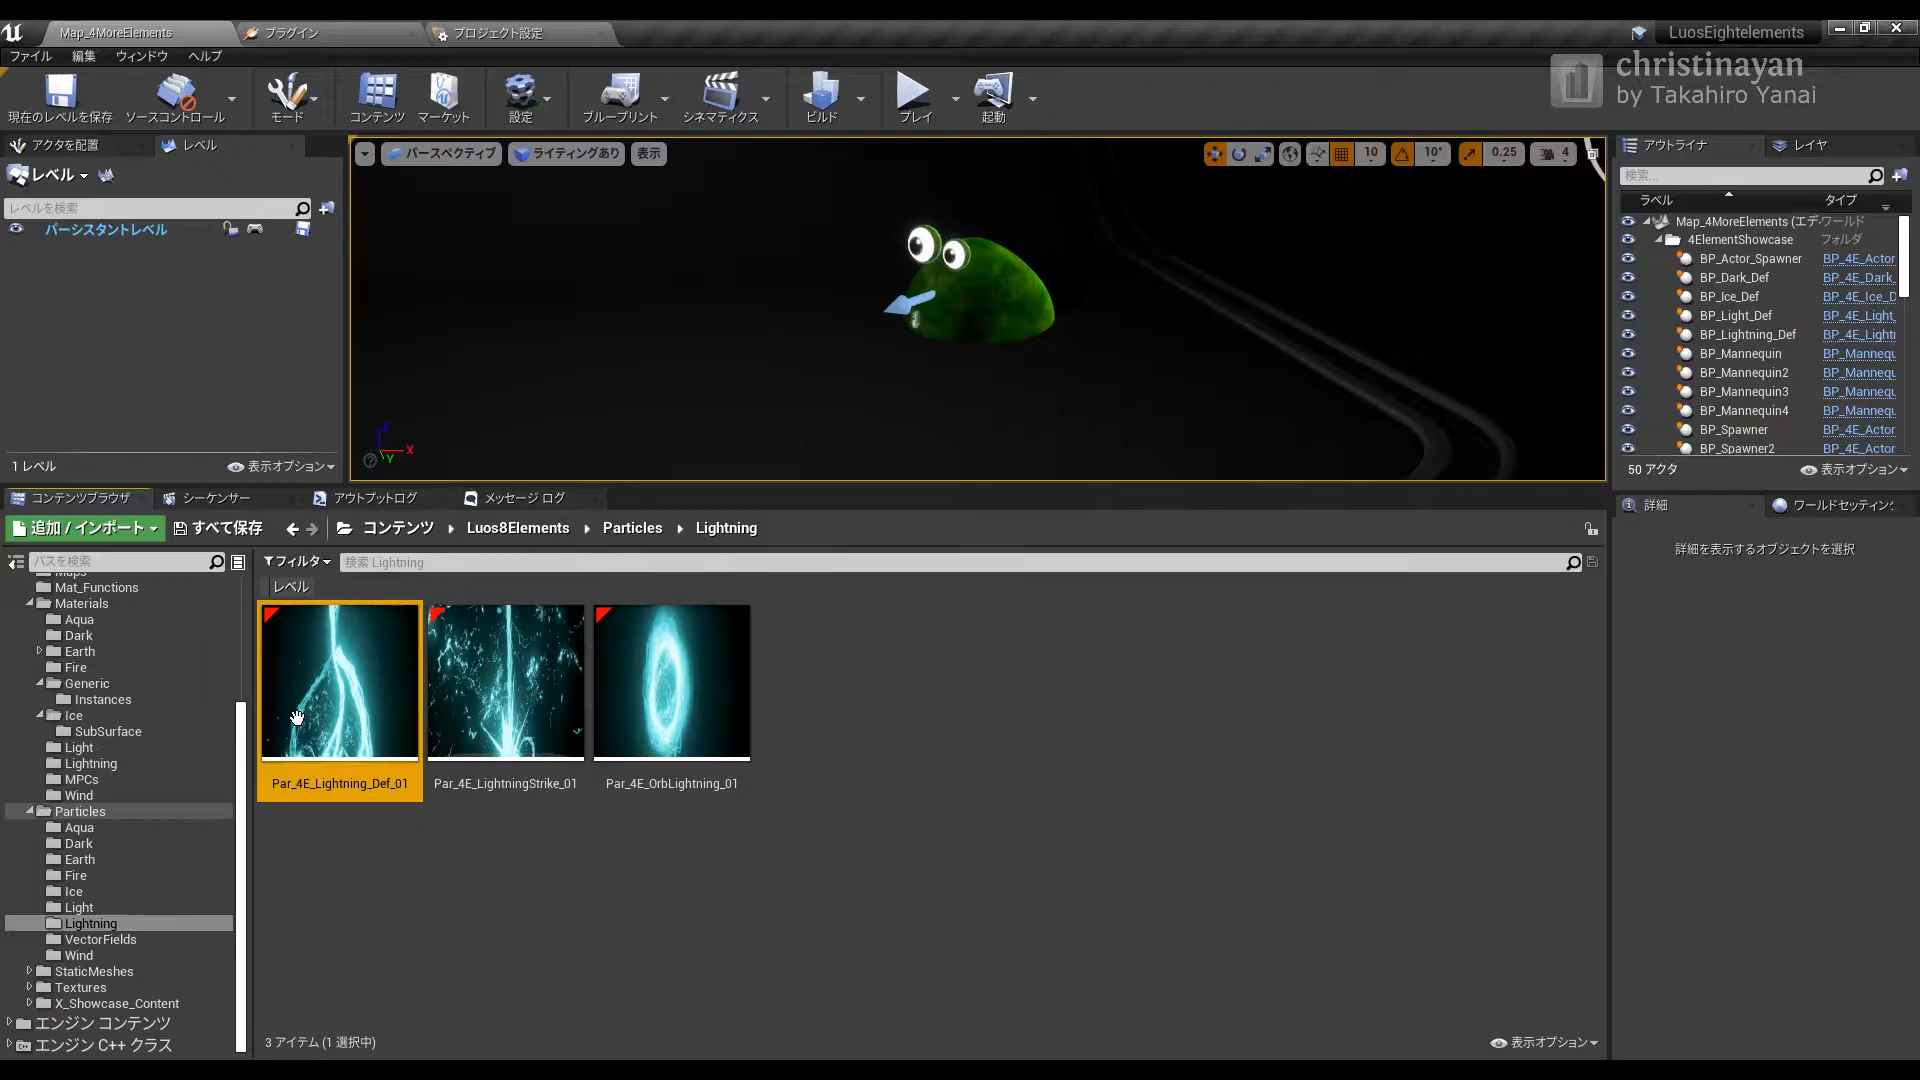 Map_4MoreElements
プラグイン
プロジェクト設定
LuosEightelements
ファイル 編集 ウィンドウ ヘルプ
christinayan
by Takahiro Yanai
現在のレベルを保存
ソースコントロール
モード
コンテンツ
マーケット
設定
ブループリント
シネマティクス
ビルド
プレイ
起動
アクタを配置
レベル
レベル
レベルを検索
パーシスタントレベル
1 レベル
表示オプション
パースペクティブ
ライティングあり
表示
10
10°
0.25
4
X
Y
Z
アウトライナ
レイヤ
検索...
ラベル
タイプ
Map_4MoreElements (エデ
ワールド
4ElementShowcase
フォルダ
BP_Actor_Spawner
BP_4E_Actor
BP_Dark_Def
BP_4E_Dark_
BP_Ice_Def
BP_4E_Ice_D
BP_Light_Def
BP_4E_Light_
BP_Lightning_Def
BP_4E_Lightn
BP_Mannequin
BP_Mannequ
BP_Mannequin2
BP_Mannequ
BP_Mannequin3
BP_Mannequ
BP_Mannequin4
BP_Mannequ
BP_Spawner
BP_4E_Actor
BP_Spawner2
BP_4E_Actor
50 アクタ
表示オプション
コンテンツブラウザ
シーケンサー
アウトプットログ
メッセージ ログ
追加 / インポート
すべて保存
コンテンツ
Luos8Elements
Particles
Lightning
パスを検索
フィルタ
検索 Lightning
レベル
Maps
Mat_Functions
Materials
Aqua
Dark
Earth
Fire
Generic
Instances
Ice
SubSurface
Light
Lightning
MPCs
Wind
Particles
Aqua
Dark
Earth
Fire
Ice
Light
Lightning
VectorFields
Wind
StaticMeshes
Textures
X_Showcase_Content
エンジン コンテンツ
エンジン C++ クラス
Par_4E_Lightning_Def_01
Par_4E_LightningStrike_01
Par_4E_OrbLightning_01
3 アイテム (1 選択中)
表示オプション
詳細
ワールドセッティング
詳細を表示するオブジェクトを選択